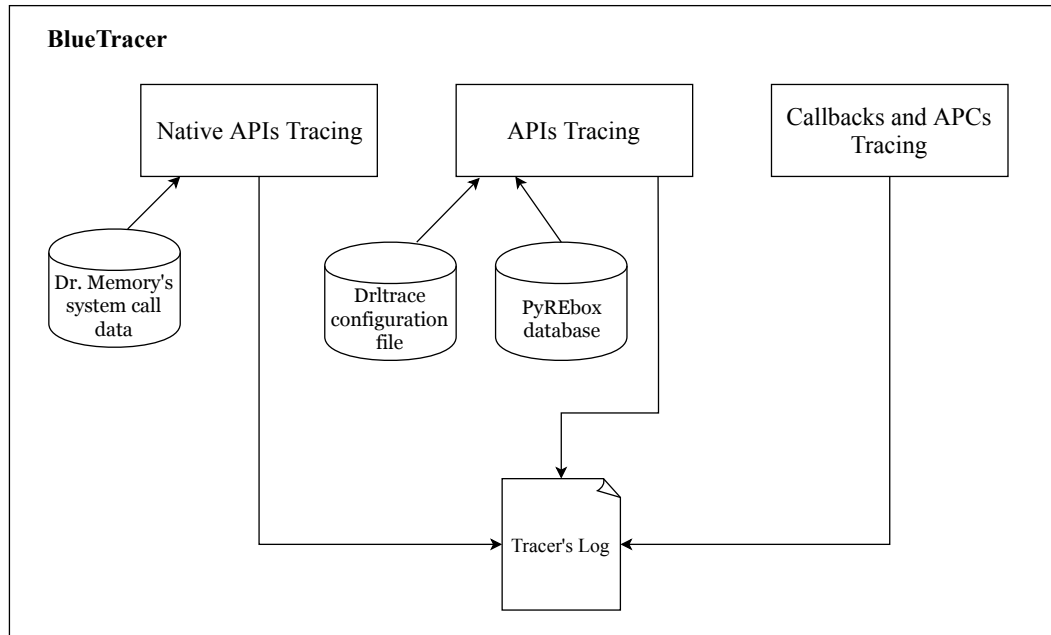 BlueTracer
Native APIs Tracing
APIs Tracing
Callbacks and APCs
Tracing
Dr. Memory's
system call
data
Drltrace
configuration
file
PyREbox
database
Tracer's Log